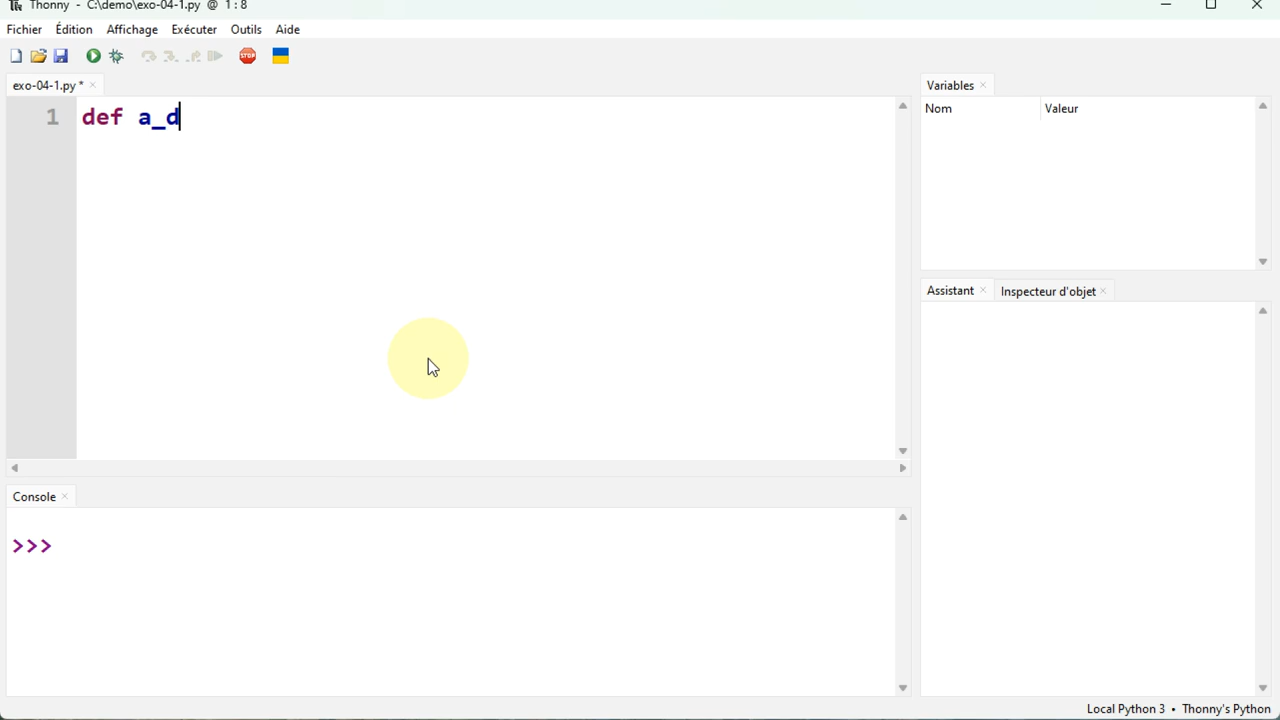 Thonny - C:\demo\exo-04-1.py @ 1:8
Fichier Édition Affichage Exécuter Outils Aide
STOP
exo-04-1.py *
1 def a_d
Console
>>>
Variables
Nom Valeur
Assistant Inspecteur d'objet
Local Python 3 • Thonny's Python